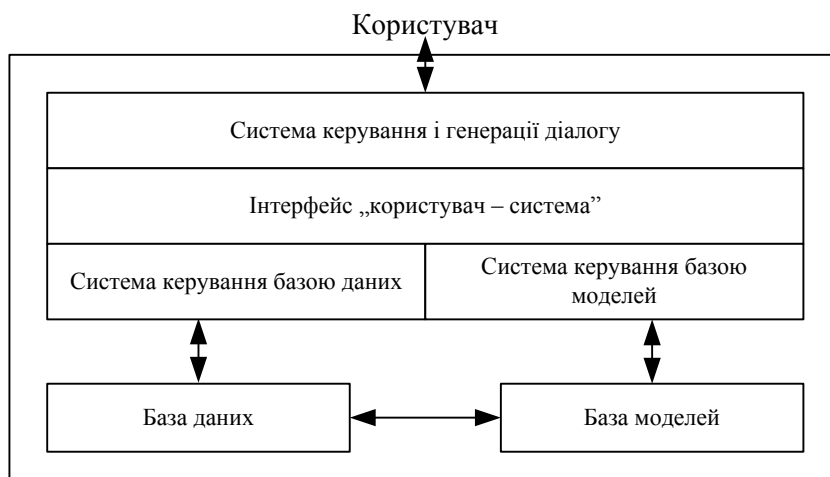 Користувач
Система керування і генерації діалогу
Інтерфейс „користувач – система”
Система керування базою даних
Система керування базою
моделей
База даних
База моделей